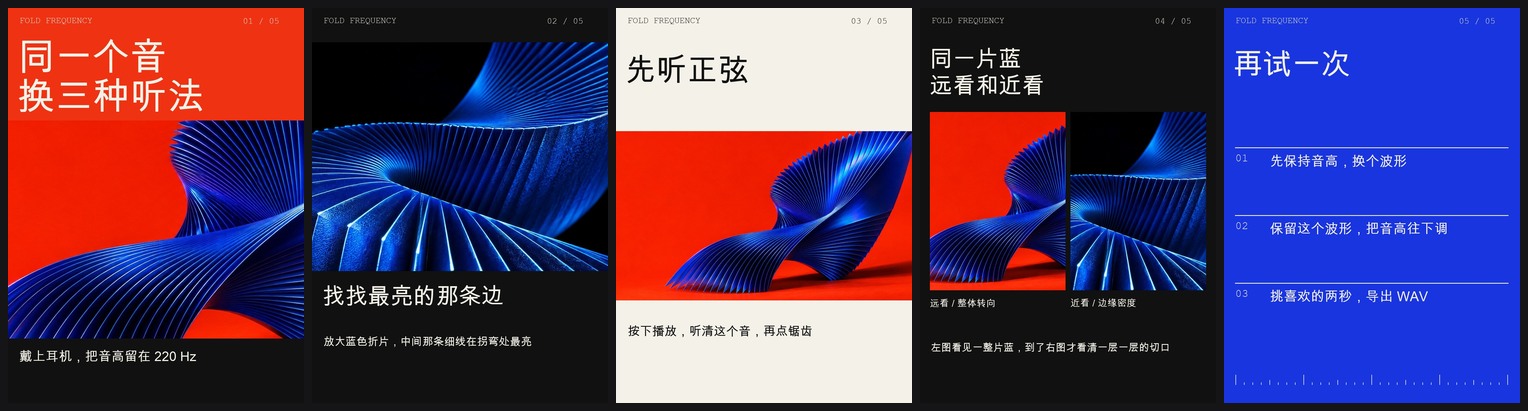 FOLD FREQUENCY
01 / 05
同一个音
换三种听法
戴上耳机，把音高留在 220 Hz
FOLD FREQUENCY
02 / 05
找找最亮的那条边
放大蓝色折片，中间那条细线在拐弯处最亮
FOLD FREQUENCY
03 / 05
先听正弦
按下播放，听清这个音，再点锯齿
FOLD FREQUENCY
04 / 05
同一片蓝
远看和近看
远看 / 整体转向
近看 / 边缘密度
左图看见一整片蓝，到了右图才看清一层一层的切口
FOLD FREQUENCY
05 / 05
再试一次
01 先保持音高，换个波形
02 保留这个波形，把音高往下调
03 挑喜欢的两秒，导出 WAV